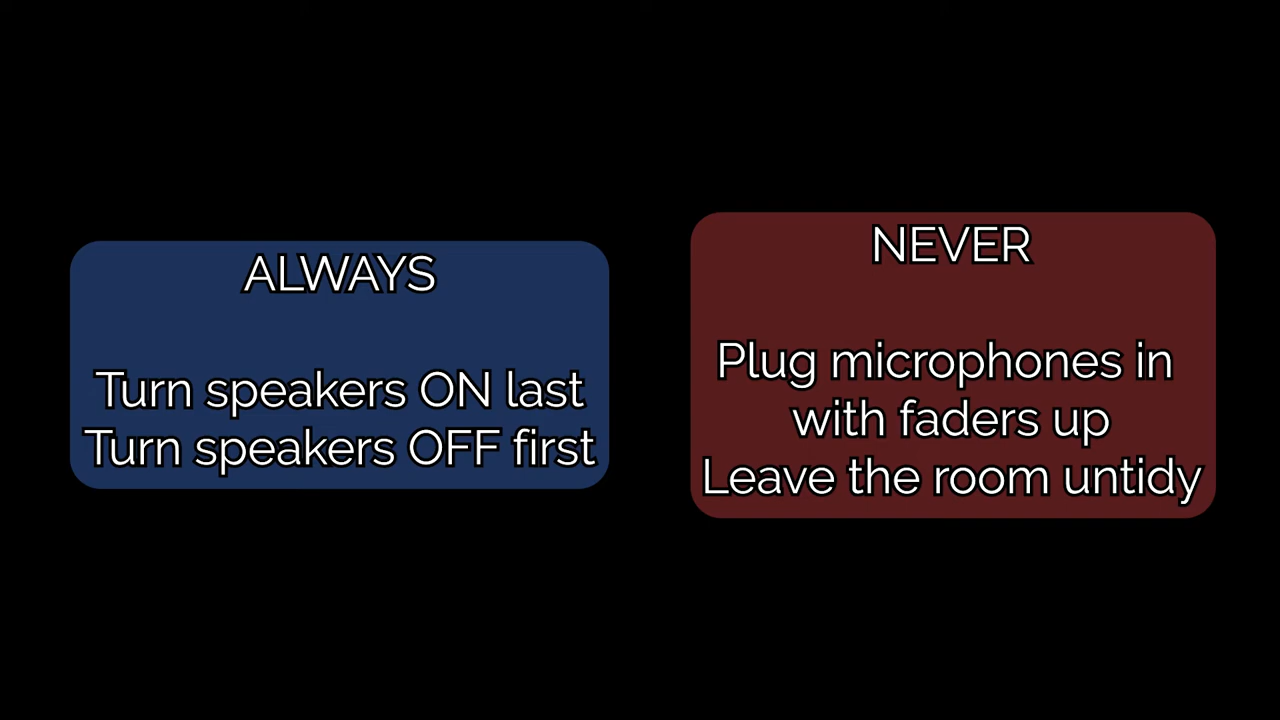 ALWAYS
Turn speakers ON last
Turn speakers OFF first
NEVER
Plug microphones in
with faders up
Leave the room untidy